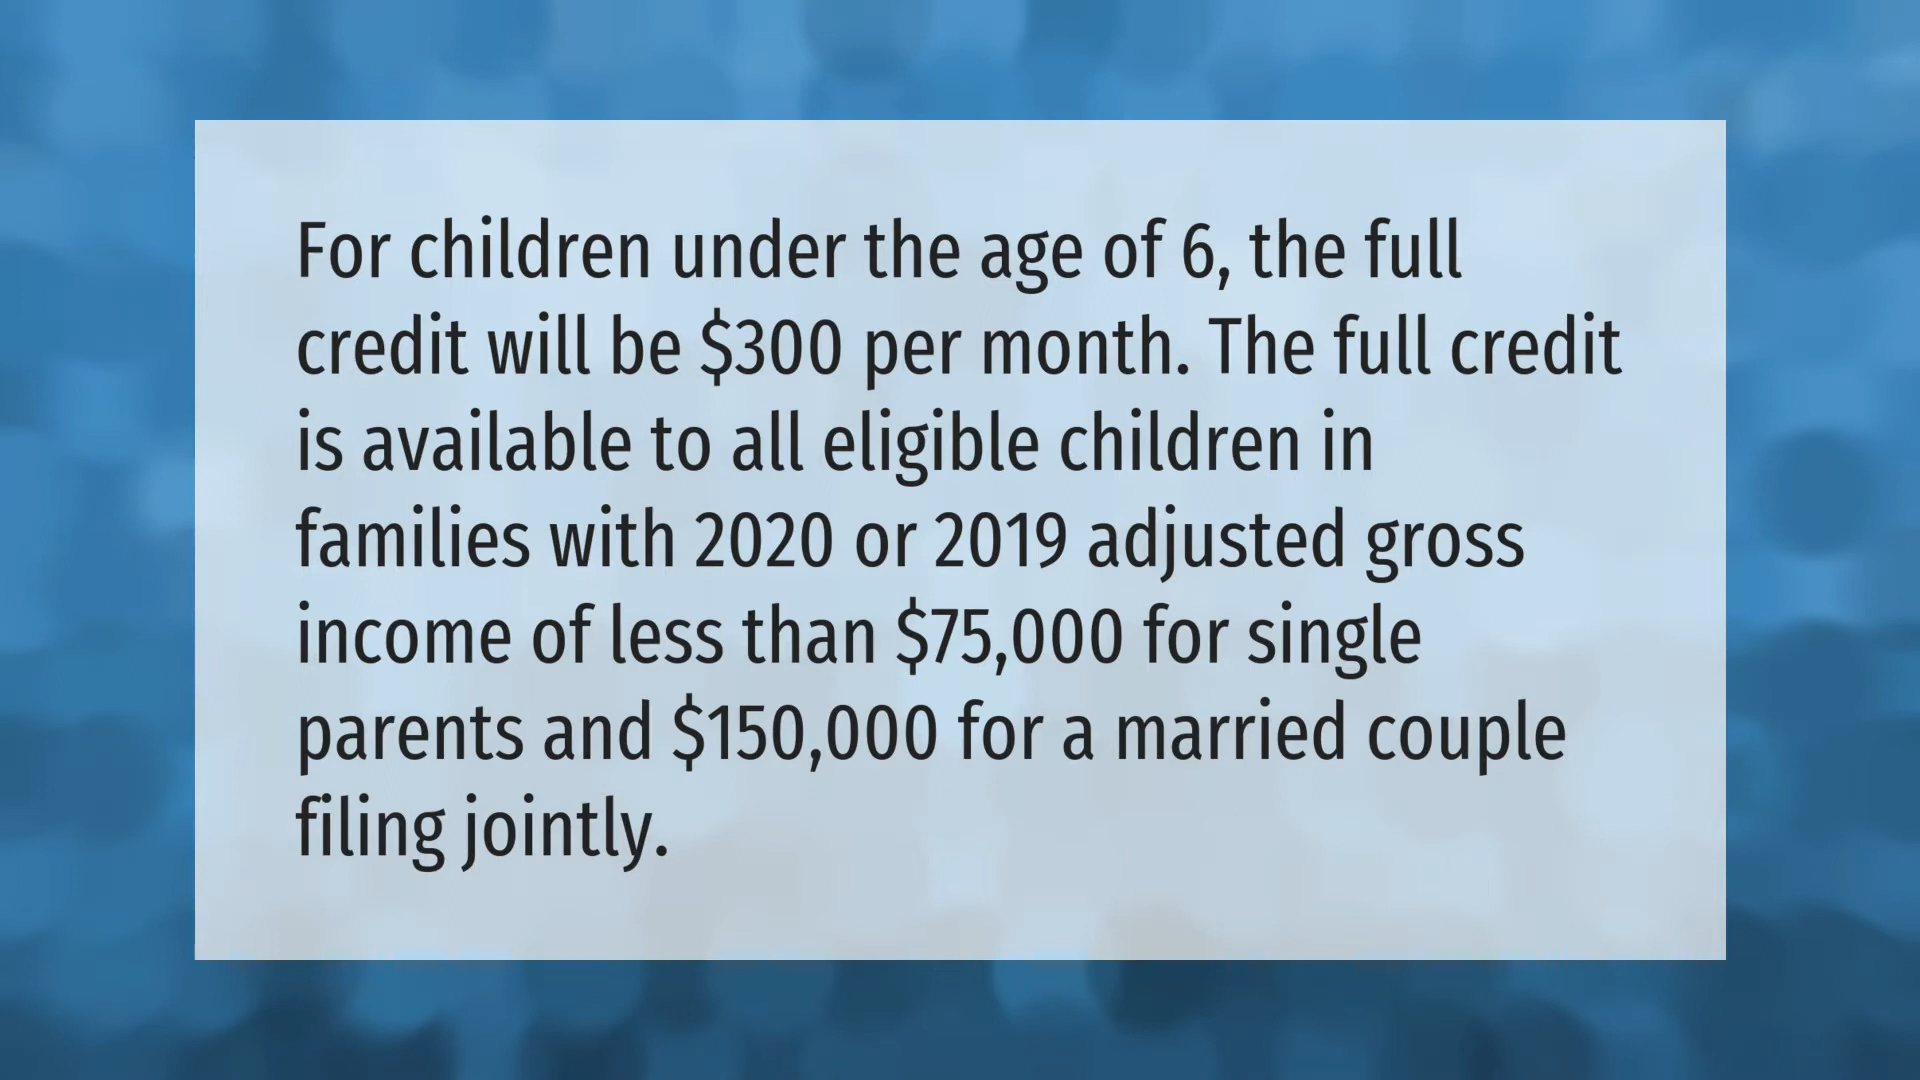 For children under the age of 6, the full
credit will be $300 per month. The full credit
is available to all eligible children in
families with 2020 or 2019 adjusted gross
income of less than $75,000 for single
parents and $150,000 for a married couple
filing jointly.